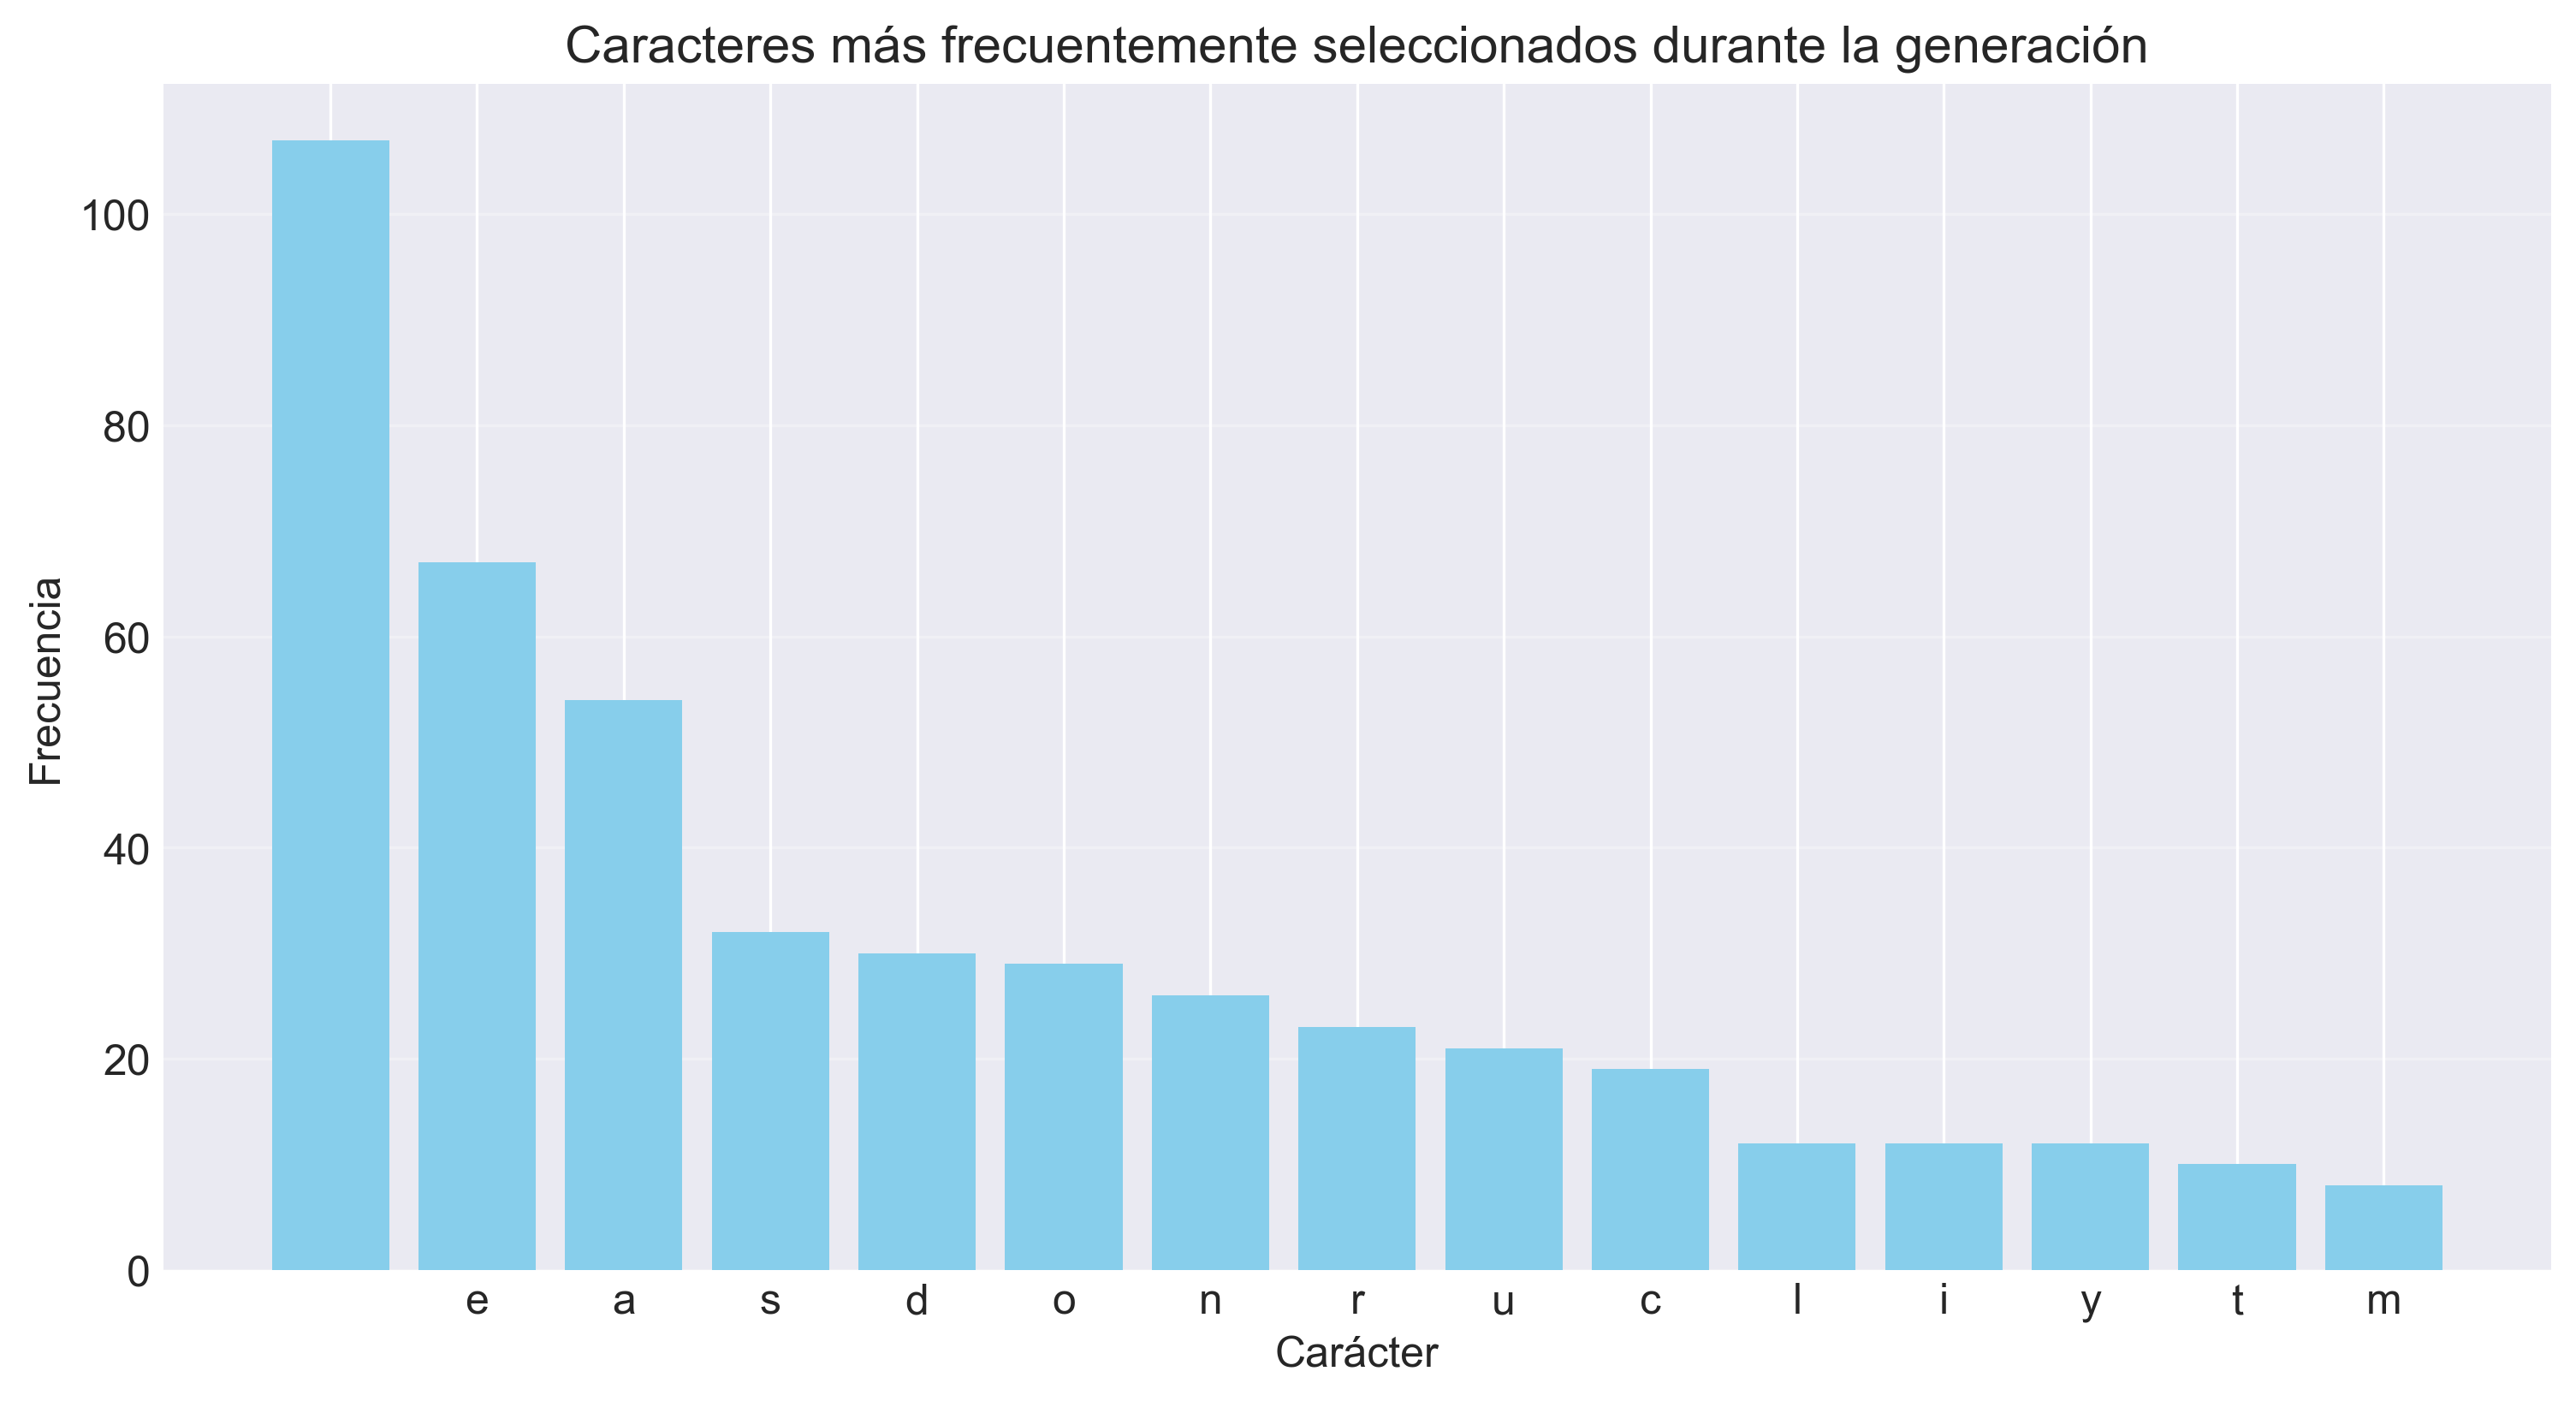 Caracteres más frecuentemente seleccionados durante la generación
Frecuencia
100
80
60
40
20
0
e a s d o n r u c l i y t m
Carácter